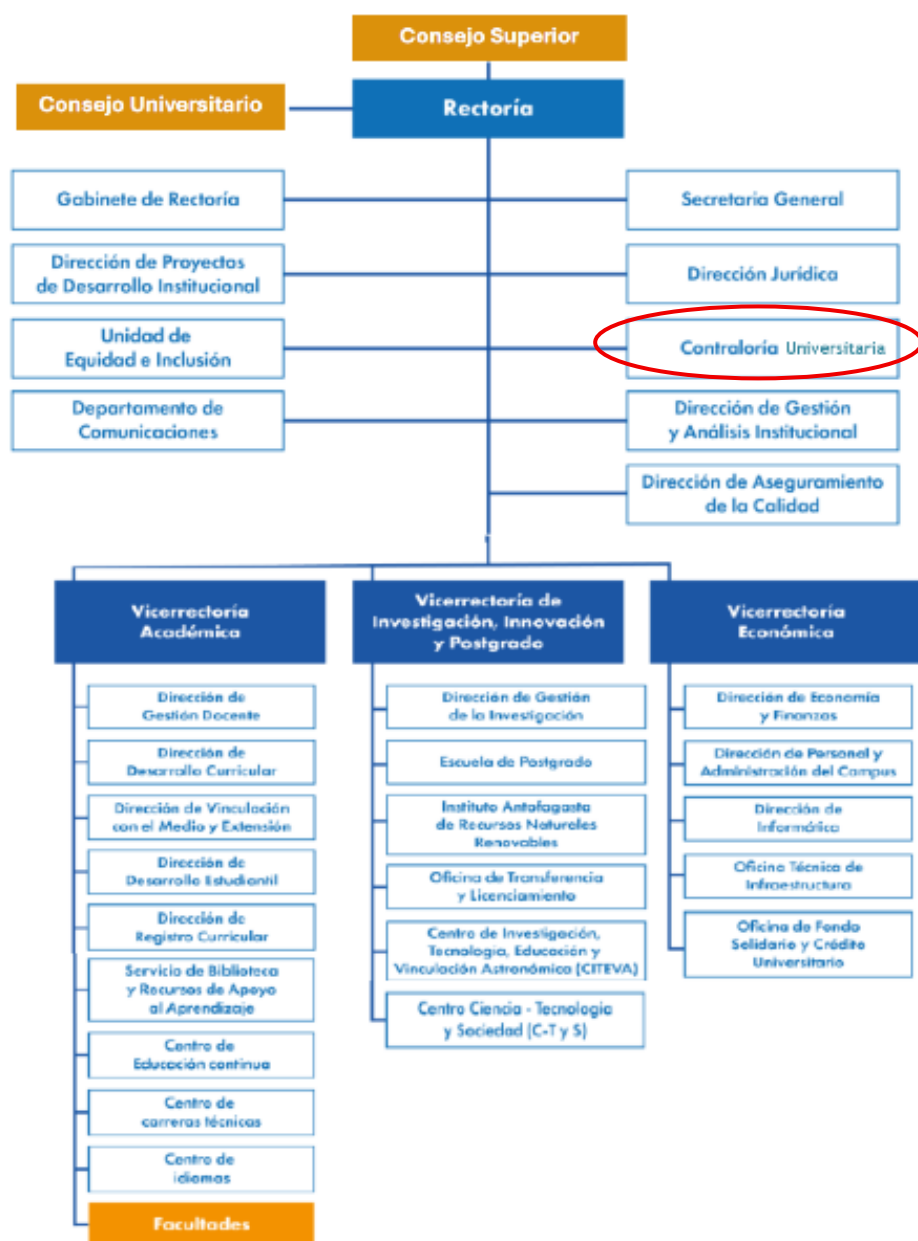 Consejo Superior
Consejo Universitario
Rectoría
Gabinete de Rectoría
Secretaria General
Dirección de Proyectos
de Desarrollo Institucional
Dirección Jurídica
Unidad de
Equidad e Inclusión
Contraloría Universitaria
Departamento de
Comunicaciones
Dirección de Gestión
y Análisis Institucional
Dirección de Aseguramiento
de la Calidad
Vicerrectoría
Académica
Dirección de
Gestión Docente
Dirección de
Desarrollo Curricular
Dirección de Vinculación
con el Medio y Extensión
Dirección de
Desarrollo Estudiantil
Dirección de
Registro Curricular
Servicio de Biblioteca
y Recursos de Apoyo
al Aprendizaje
Centro de
Educación continua
Centro de
carreras técnicas
Centro de
idiomas
Facultades
Vicerrectoría de
Investigación, Innovación
y Postgrado
Dirección de Gestión
de la Investigación
Escuela de Postgrado
Instituto Antofagasta
de Recursos Naturales
Renovables
Oficina de Transferencia
y Licenciamiento
Centro de Investigación,
Tecnología, Educación y
Vinculación Astronómica (CITEVA)
Centro Ciencia - Tecnología
y Sociedad (C-T y S)
Vicerrectoría
Económica
Dirección de Economía
y Finanzas
Dirección de Personal y
Administración del Campus
Dirección de
Informática
Oficina Técnica de
Infraestructura
Oficina de Fondo
Solidario y Crédito
Universitario